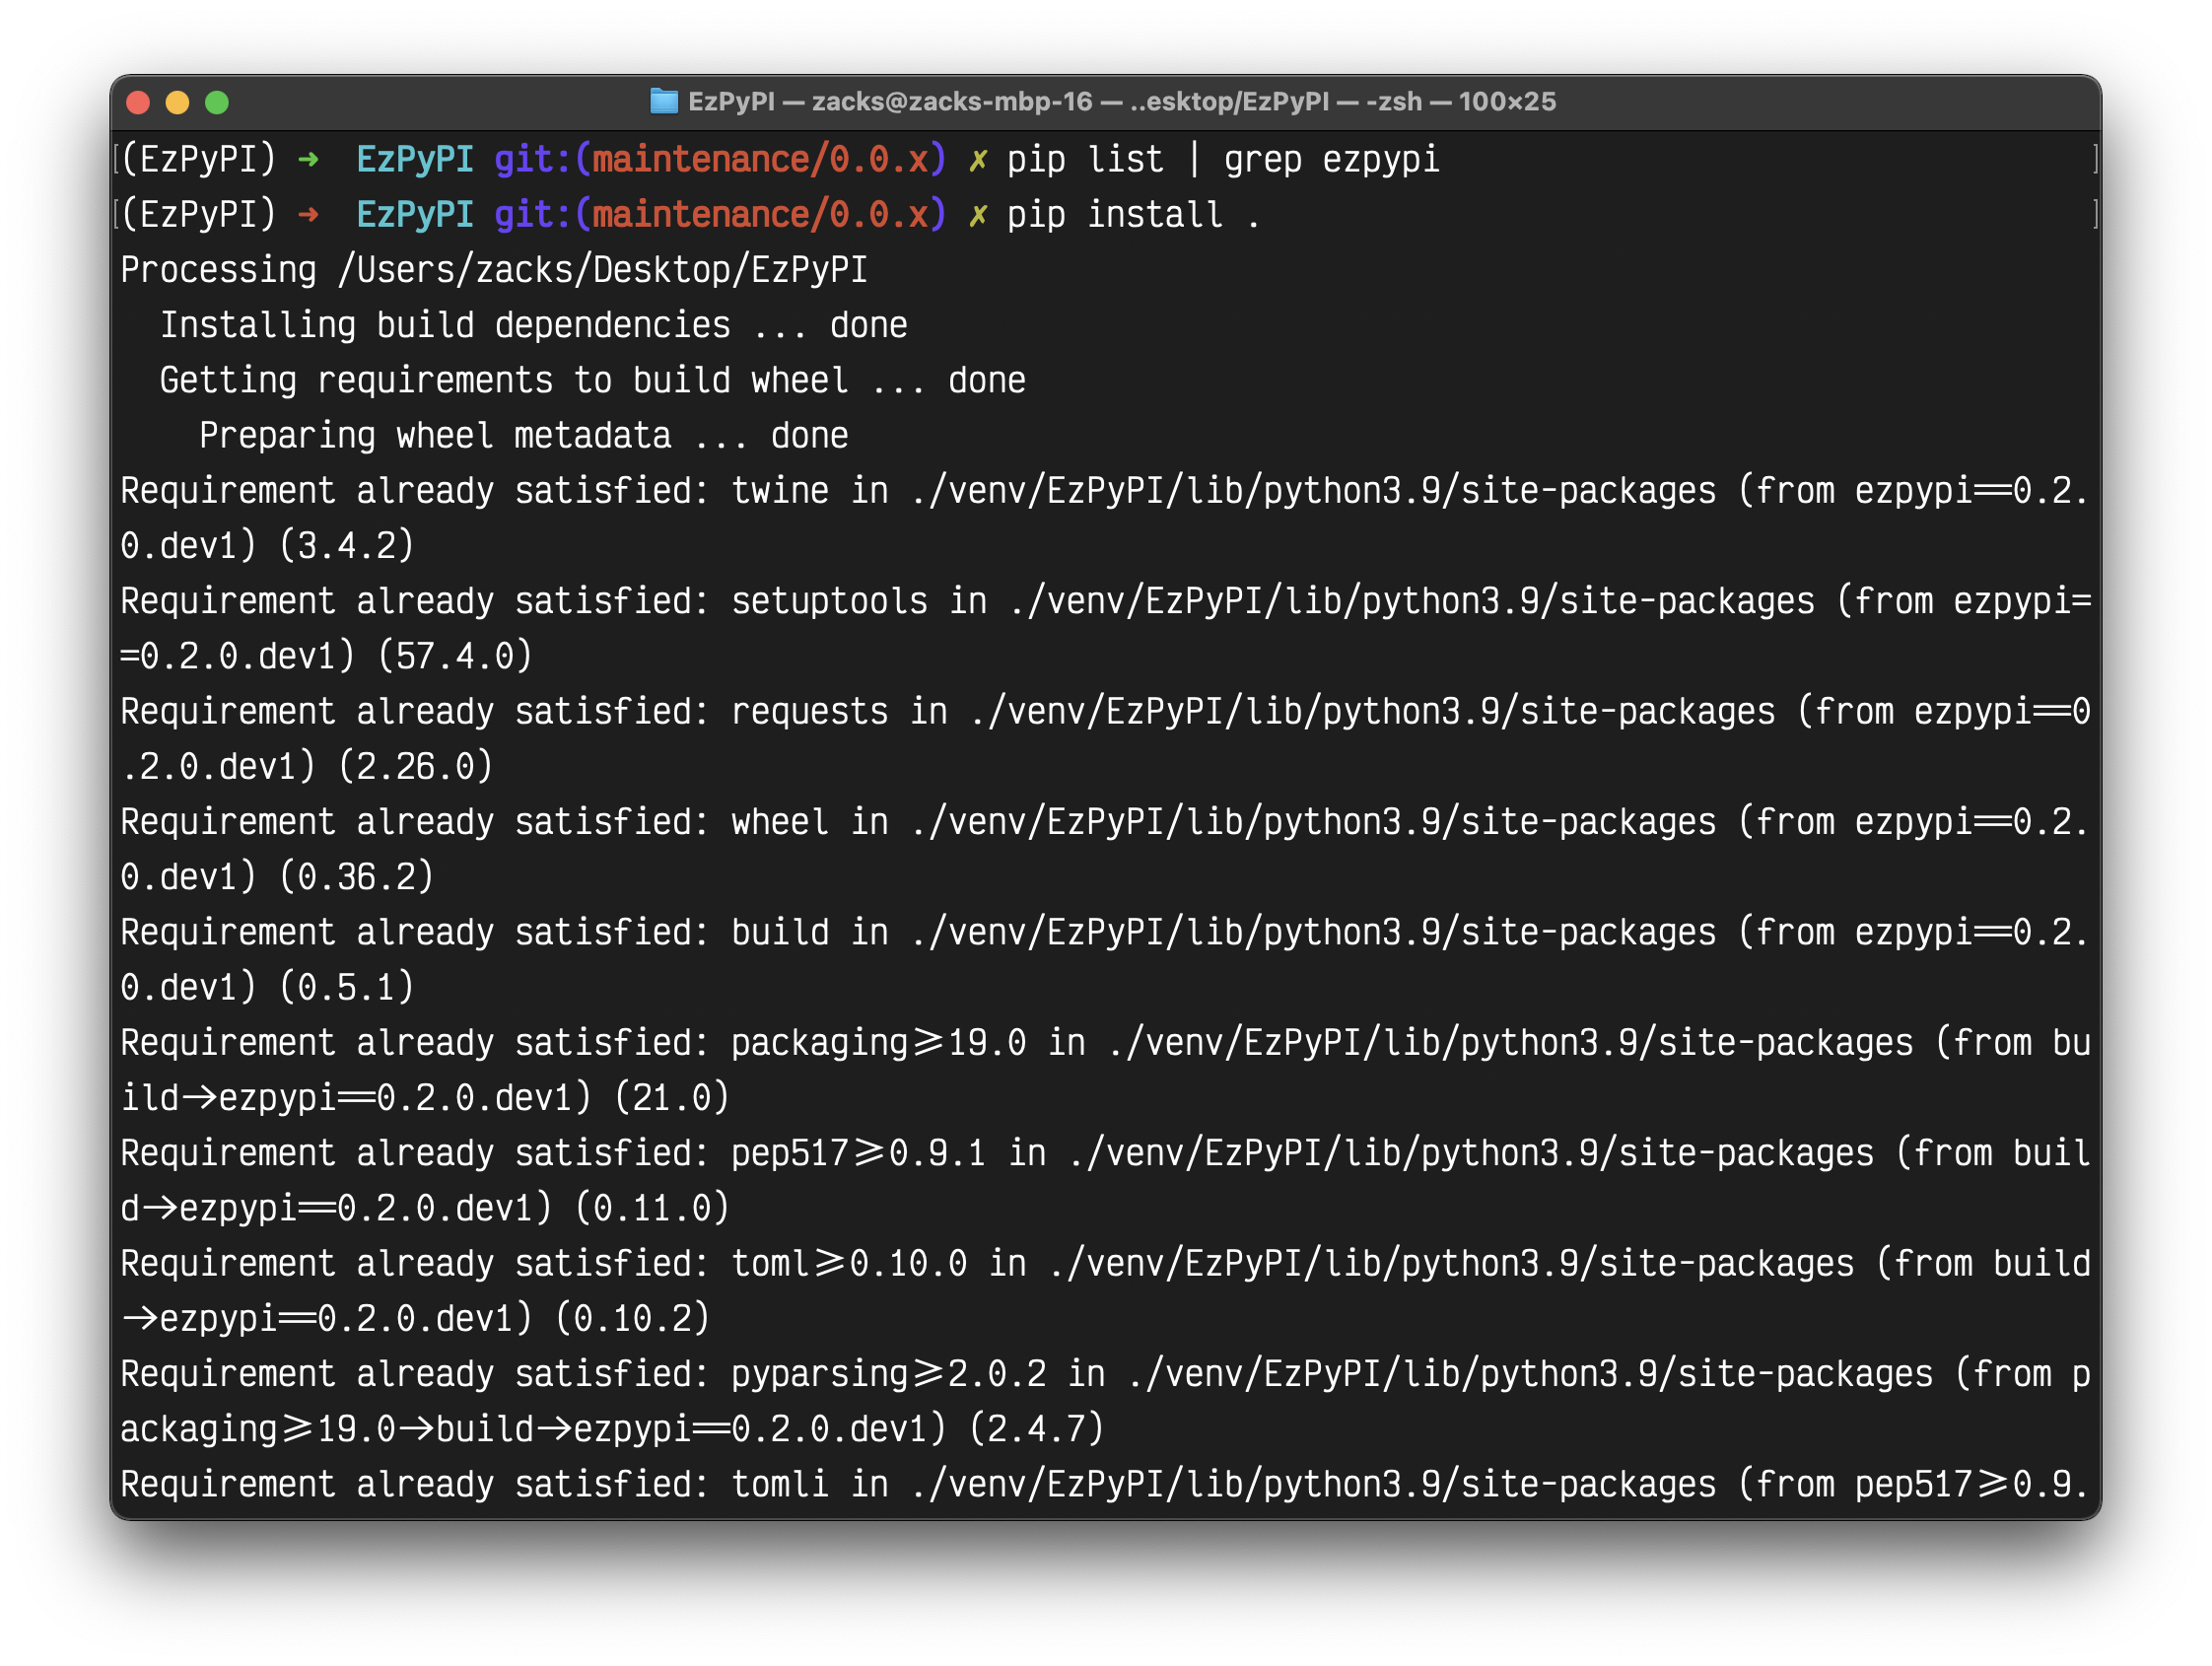 EzPyPI — zacks@zacks-mbp-16 — ..esktop/EzPyPI — -zsh — 100×25
[(EzPyPI) ➜  EzPyPI git:(maintenance/0.0.x) ✗ pip list | grep ezpypi ]
[(EzPyPI) ➜  EzPyPI git:(maintenance/0.0.x) ✗ pip install . ]
Processing /Users/zacks/Desktop/EzPyPI
  Installing build dependencies ... done
  Getting requirements to build wheel ... done
    Preparing wheel metadata ... done
Requirement already satisfied: twine in ./venv/EzPyPI/lib/python3.9/site-packages (from ezpypi==0.2.
0.dev1) (3.4.2)
Requirement already satisfied: setuptools in ./venv/EzPyPI/lib/python3.9/site-packages (from ezpypi=
=0.2.0.dev1) (57.4.0)
Requirement already satisfied: requests in ./venv/EzPyPI/lib/python3.9/site-packages (from ezpypi==0
.2.0.dev1) (2.26.0)
Requirement already satisfied: wheel in ./venv/EzPyPI/lib/python3.9/site-packages (from ezpypi==0.2.
0.dev1) (0.36.2)
Requirement already satisfied: build in ./venv/EzPyPI/lib/python3.9/site-packages (from ezpypi==0.2.
0.dev1) (0.5.1)
Requirement already satisfied: packaging>=19.0 in ./venv/EzPyPI/lib/python3.9/site-packages (from bu
ild->ezpypi==0.2.0.dev1) (21.0)
Requirement already satisfied: pep517>=0.9.1 in ./venv/EzPyPI/lib/python3.9/site-packages (from buil
d->ezpypi==0.2.0.dev1) (0.11.0)
Requirement already satisfied: toml>=0.10.0 in ./venv/EzPyPI/lib/python3.9/site-packages (from build
->ezpypi==0.2.0.dev1) (0.10.2)
Requirement already satisfied: pyparsing>=2.0.2 in ./venv/EzPyPI/lib/python3.9/site-packages (from p
ackaging>=19.0->build->ezpypi==0.2.0.dev1) (2.4.7)
Requirement already satisfied: tomli in ./venv/EzPyPI/lib/python3.9/site-packages (from pep517>=0.9.